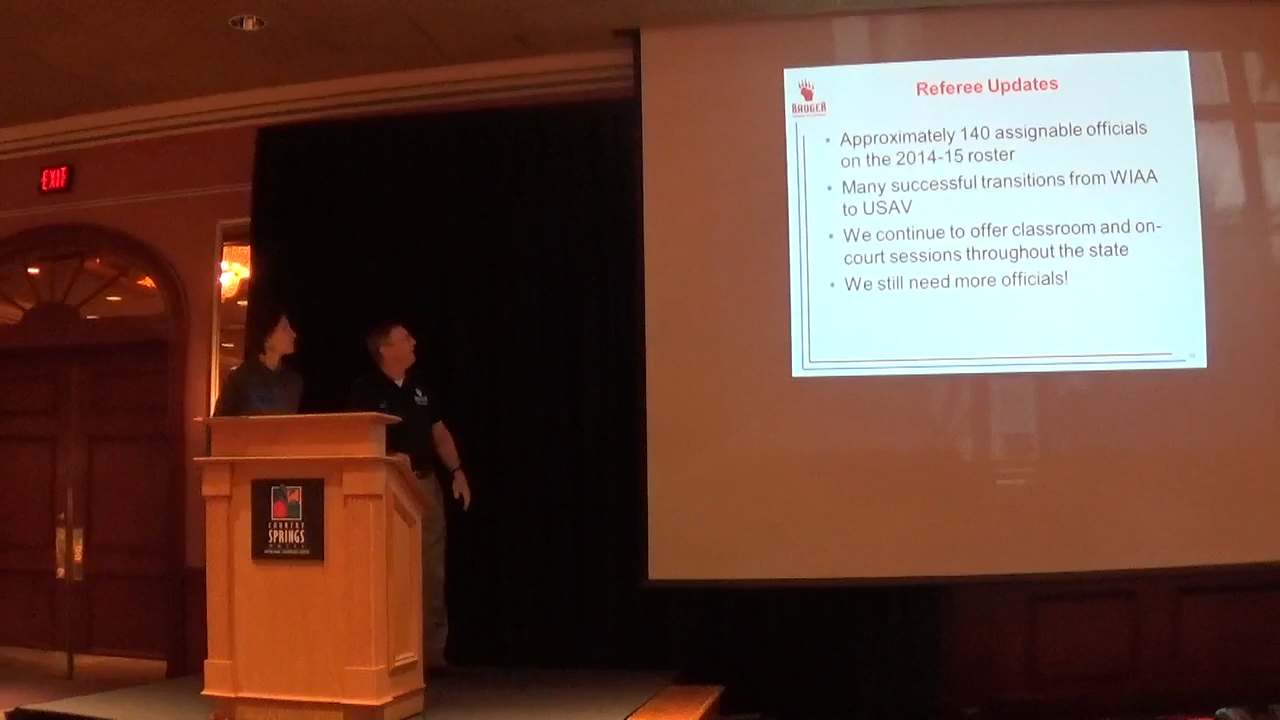 EXIT
BADGER
Referee Updates
• Approximately 140 assignable officials
on the 2014-15 roster
• Many successful transitions from WIAA
to USAV
• We continue to offer classroom and on-
court sessions throughout the state
• We still need more officials!
COUNTRY
SPRINGS
HOTEL